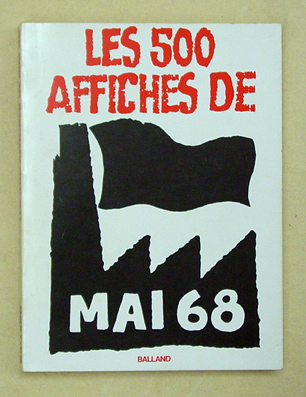 LES 500
AFFICHES DE
MAI 68
BALLAND